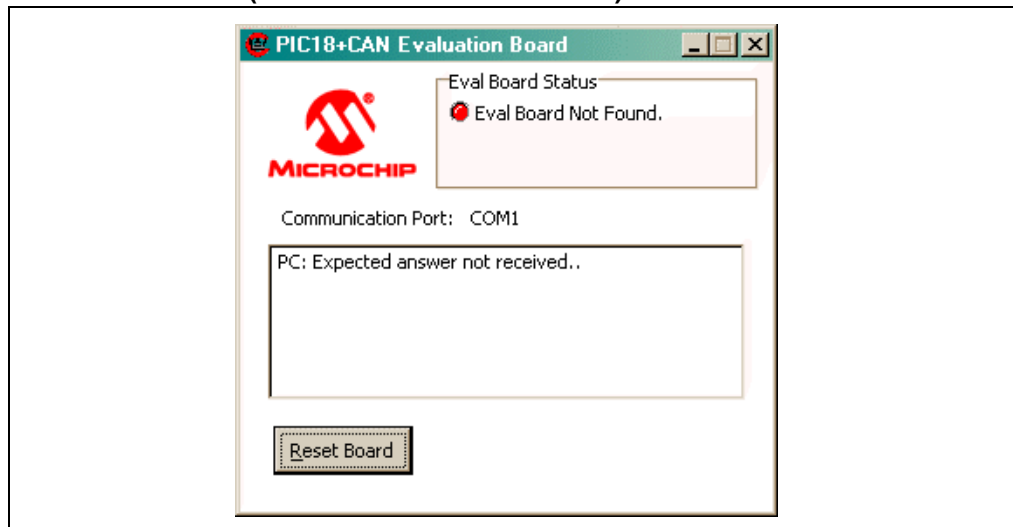 PIC18+CAN Evaluation Board
Eval Board Status
Eval Board Not Found.
MICROCHIP
Communication Port: COM1
PC: Expected answer not received..
Reset Board